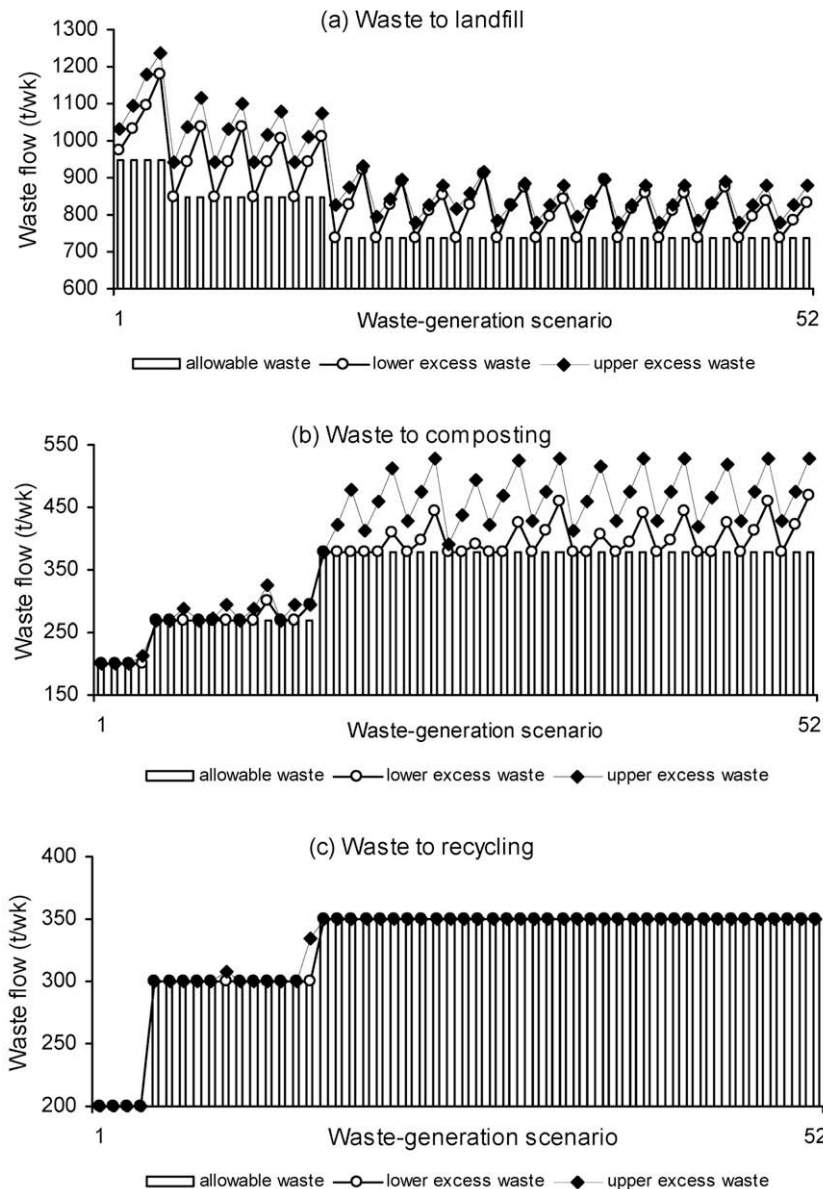 (a) Waste to landfill
Waste flow (t/wk)
1300
1200
1100
1000
900
800
700
600
1
Waste-generation scenario
52
allowable waste
lower excess waste
upper excess waste
(b) Waste to composting
Waste flow (t/wk)
550
450
350
250
150
1
Waste-generation scenario
52
allowable waste
lower excess waste
upper excess waste
(c) Waste to recycling
Waste flow (t/wk)
400
350
300
250
200
1
Waste-generation scenario
52
allowable waste
lower excess waste
upper excess waste